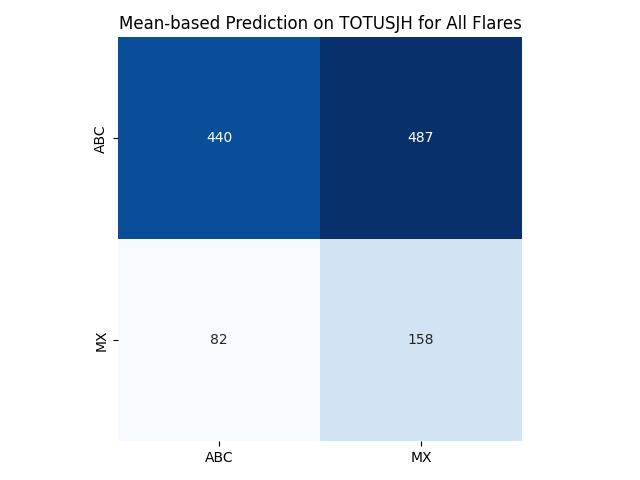 Mean-based Prediction on TOTUSJH for All Flares
ABC
440
487
MX
82
158
ABC
MX